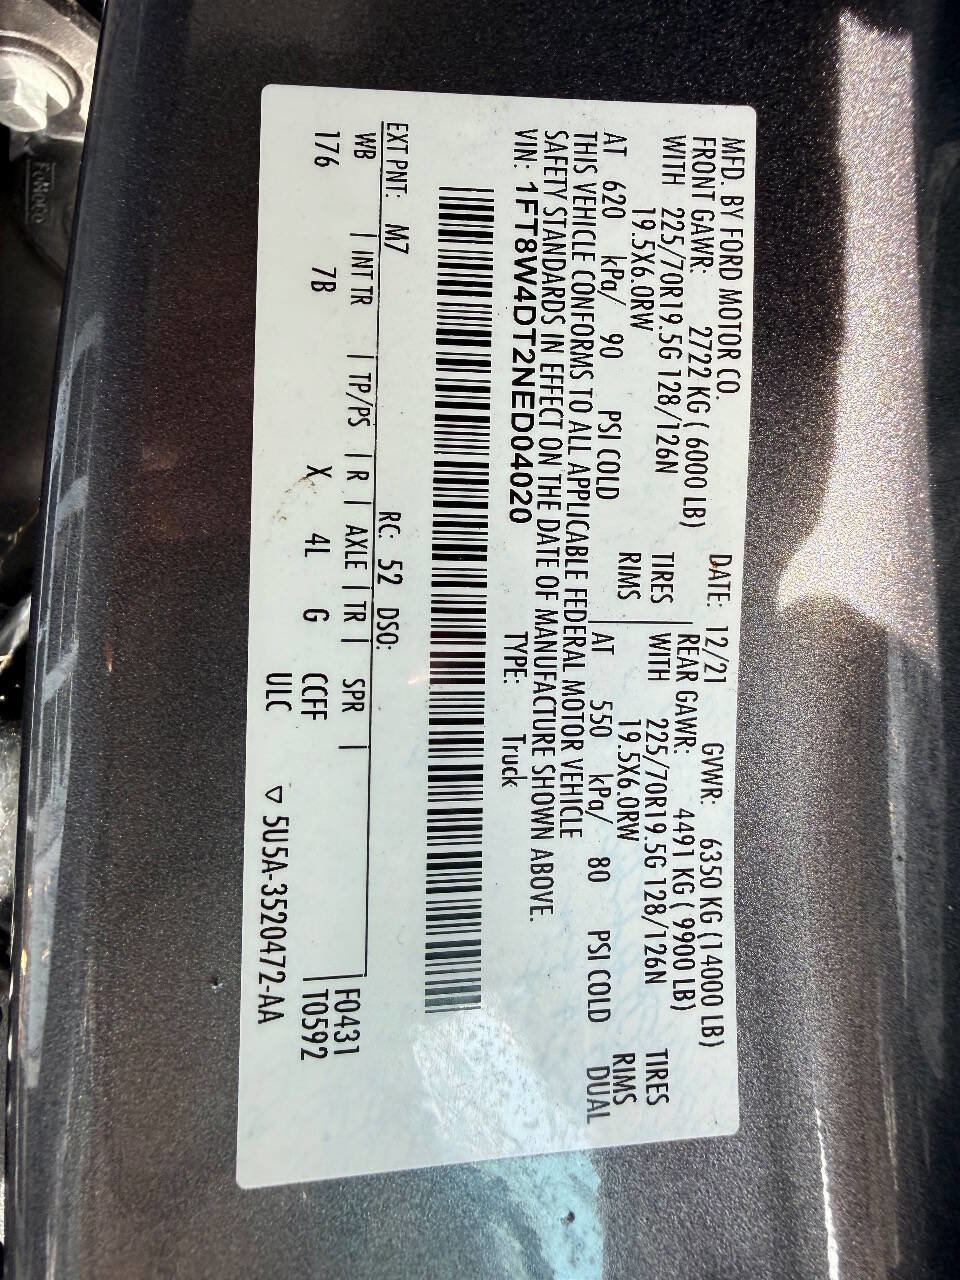 MFD. BY FORD MOTOR CO. DATE: 12/21 GVWR: 6350 KG (14000 LB)
FRONT GAWR: 2722 KG (6000 LB) REAR GAWR: 4491 KG (9900 LB)
WITH 225/70R19.5G 128/126N TIRES WITH 225/70R19.5G 128/126N TIRES
19.5X6.0RW RIMS 19.5X6.0RW RIMS
AT 620 kPa/ 90 PSI COLD AT 550 kPa/ 80 PSI COLD DUAL
THIS VEHICLE CONFORMS TO ALL APPLICABLE FEDERAL MOTOR VEHICLE
SAFETY STANDARDS IN EFFECT ON THE DATE OF MANUFACTURE SHOWN ABOVE.
VIN: 1FT8W4DT2NED04020 TYPE: Truck
EXT PNT: M7 RC: 52 DSO:
WB | INT TR | TP/PS | R | AXLE | TR | SPR | F0431
176 7B X 4L G CCFF T0592
ULC ▽ 5U5A-3520472-AA